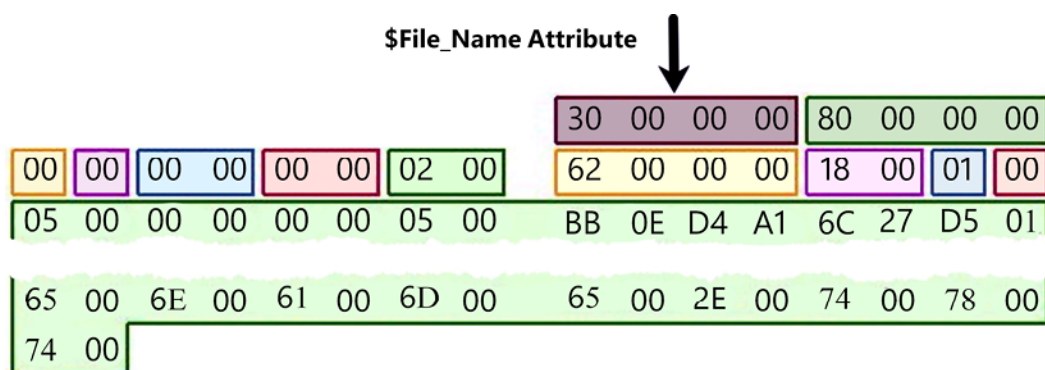 $File_Name Attribute
30 00 00 00 80 00 00 00
00 00 00 00 00 00 02 00 62 00 00 00 18 00 01 00
05 00 00 00 00 00 05 00 BB 0E D4 A1 6C 27 D5 01
65 00 6E 00 61 00 6D 00 65 00 2E 00 74 00 78 00
74 00